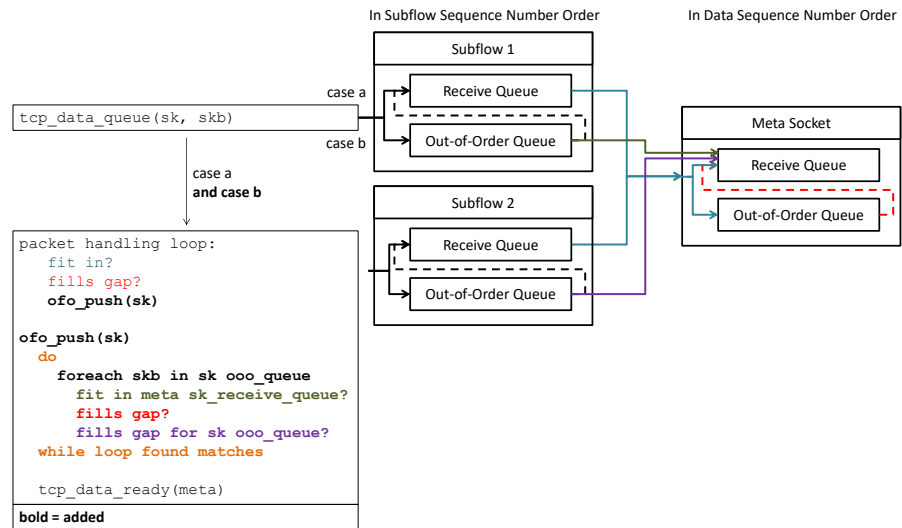 In Subflow Sequence Number Order
In Data Sequence Number Order
Subflow 1
case a
Receive Queue
tcp_data_queue(sk, skb)
case b
Out-of-Order Queue
Meta Socket
Receive Queue
Out-of-Order Queue
case a
and case b
Subflow 2
Receive Queue
Out-of-Order Queue
packet handling loop:
fit in?
fills gap?
ofo_push(sk)
ofo_push(sk)
do
foreach skb in sk ooo_queue
fit in meta sk_receive_queue?
fills gap?
fills gap for sk ooo_queue?
while loop found matches
tcp_data_ready(meta)
bold = added